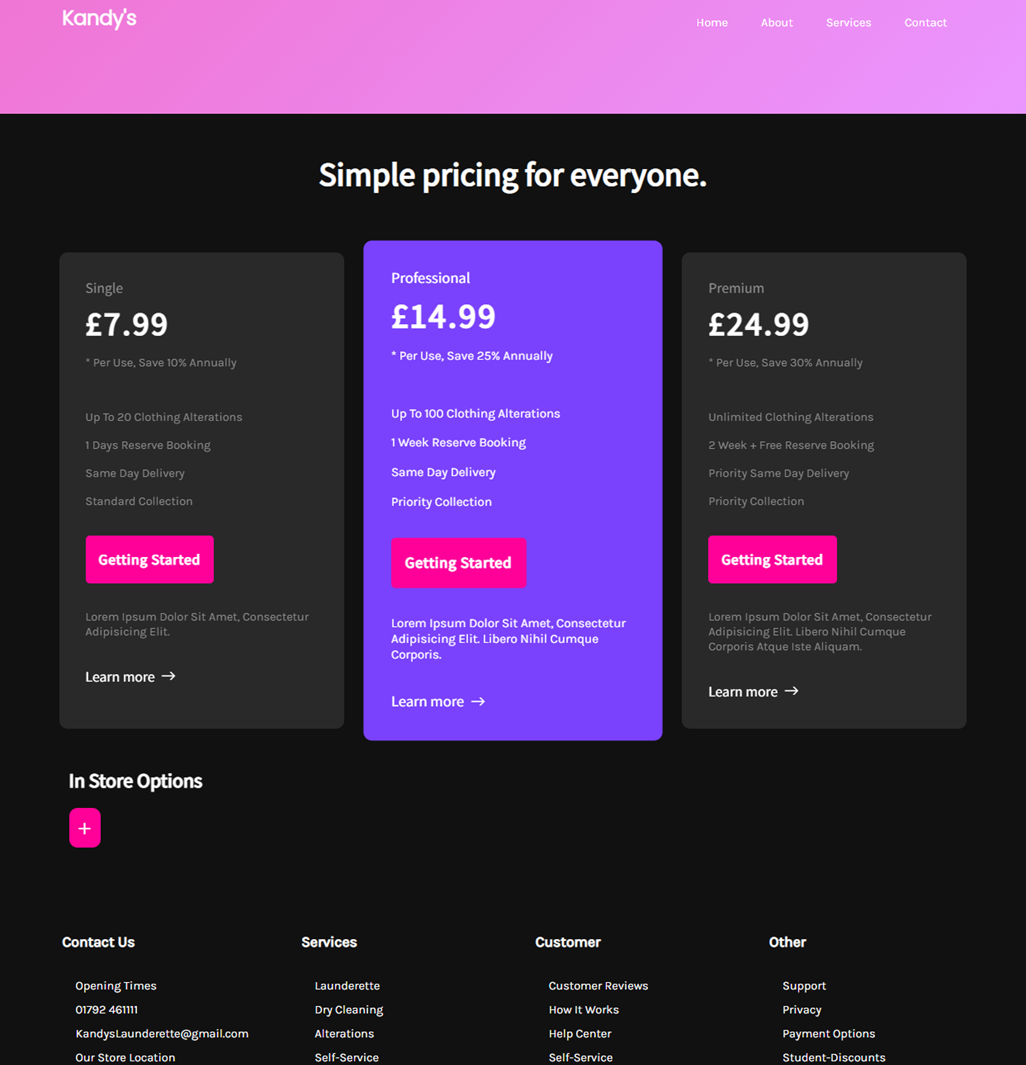 Kandy's
Home About Services Contact
Simple pricing for everyone.
Single
£7.99
* Per Use, Save 10% Annually
Up To 20 Clothing Alterations
1 Days Reserve Booking
Same Day Delivery
Standard Collection
Getting Started
Lorem Ipsum Dolor Sit Amet, Consectetur
Adipisicing Elit.
Learn more →
Professional
£14.99
* Per Use, Save 25% Annually
Up To 100 Clothing Alterations
1 Week Reserve Booking
Same Day Delivery
Priority Collection
Getting Started
Lorem Ipsum Dolor Sit Amet, Consectetur
Adipisicing Elit. Libero Nihil Cumque
Corporis.
Learn more →
Premium
£24.99
* Per Use, Save 30% Annually
Unlimited Clothing Alterations
2 Week + Free Reserve Booking
Priority Same Day Delivery
Priority Collection
Getting Started
Lorem Ipsum Dolor Sit Amet, Consectetur
Adipisicing Elit. Libero Nihil Cumque
Corporis Atque Iste Aliquam.
Learn more →
In Store Options
+
Contact Us
Opening Times
01792 461111
KandysLaunderette@gmail.com
Our Store Location
Services
Launderette
Dry Cleaning
Alterations
Self-Service
Customer
Customer Reviews
How It Works
Help Center
Self-Service
Other
Support
Privacy
Payment Options
Student-Discounts